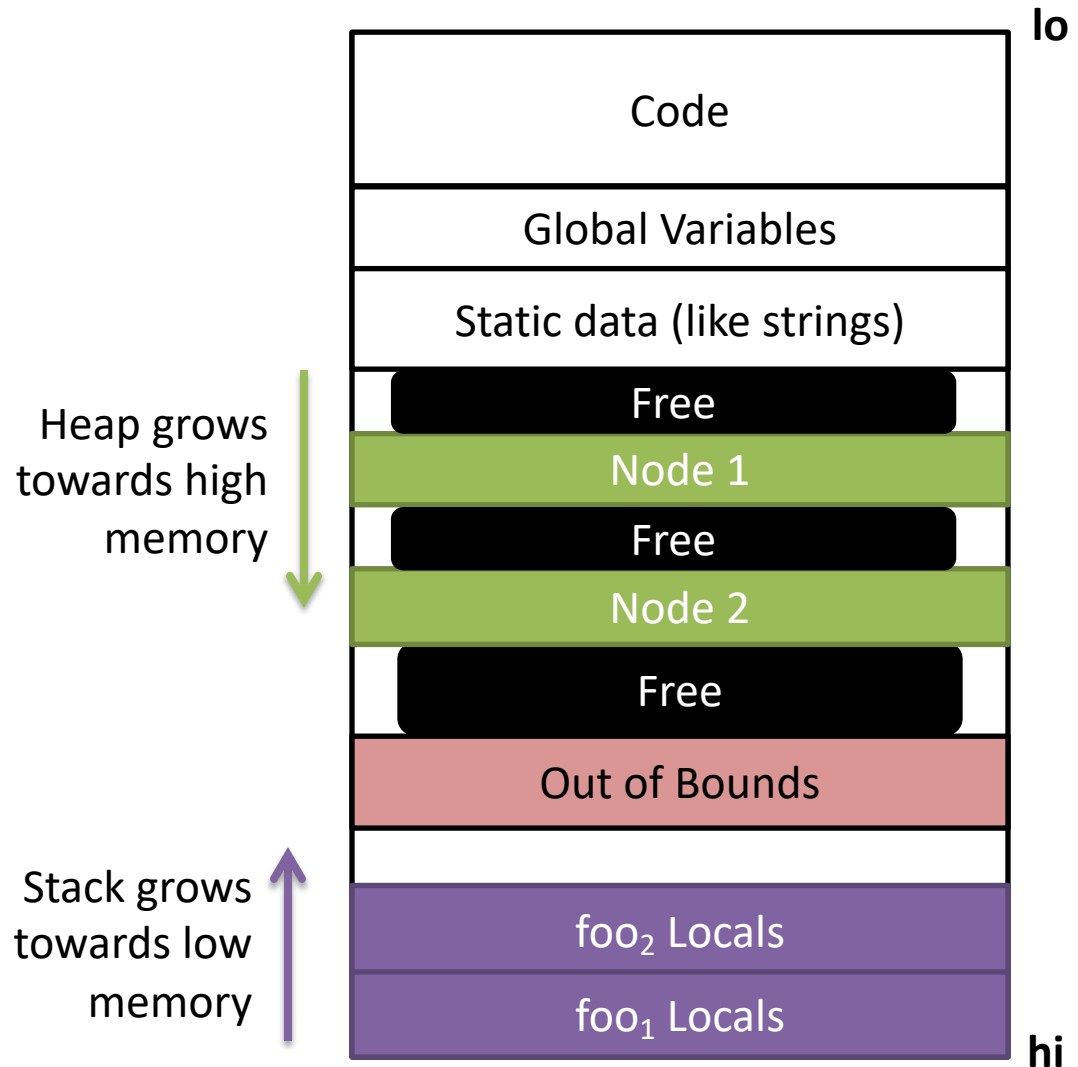 lo
Code
Global Variables
Static data (like strings)
Free
Heap grows
towards high
memory
Node 1
Free
Node 2
Free
Out of Bounds
Stack grows
towards low
memory
foo₂ Locals
foo₁ Locals
hi